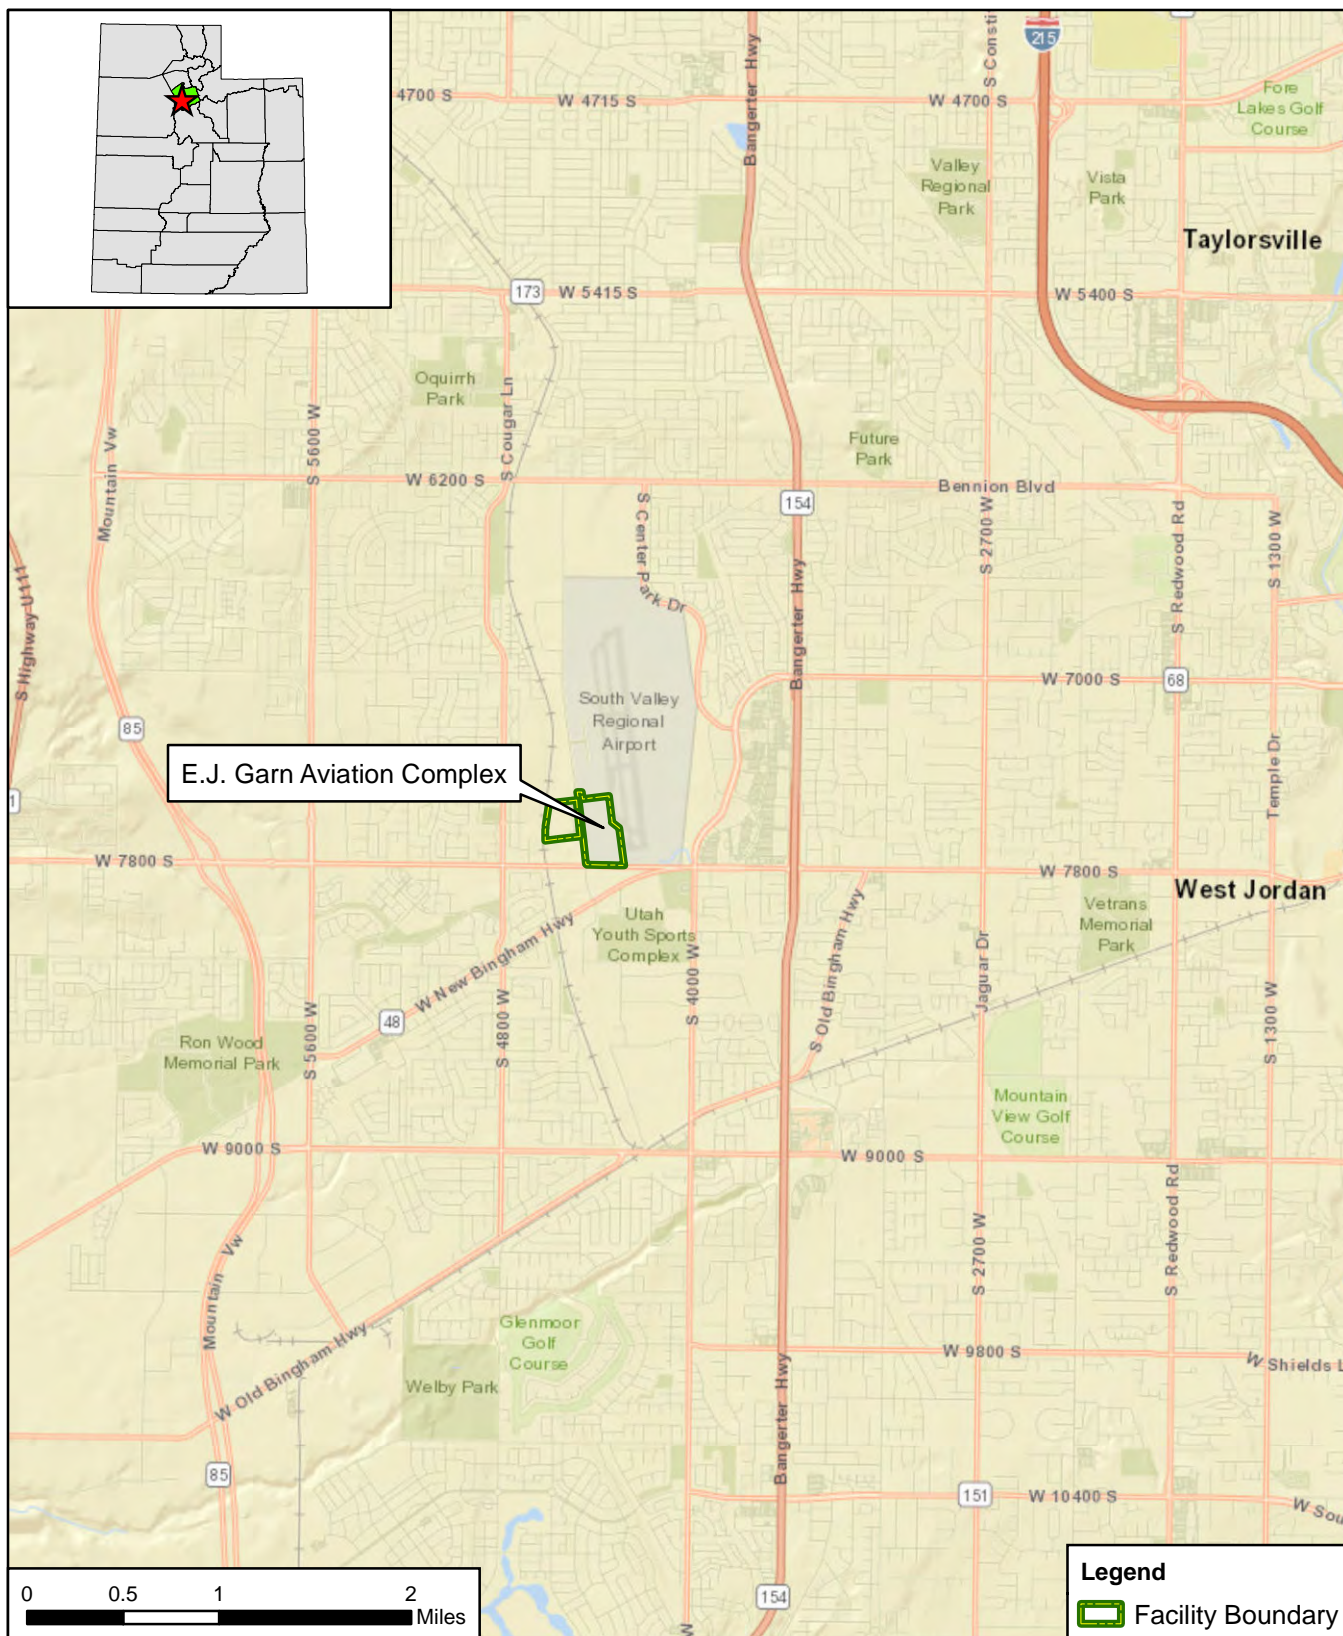 215
S Consti
Bangerter Hwy
4700 S
W 4715 S
W 4700 S
Fore
Lakes Golf
Course
Valley
Regional
Park
Vista
Park
Taylorsville
173
W 5415 S
W 5400 S
Oquirrh
Park
S Cougar Ln
S 5600 W
Mountain Vw
Future
Park
W 6200 S
Bennion Blvd
154
S Center Park Dr
S 2700 W
S Redwood Rd
S 1300 W
S Highway U111
Bangerter Hwy
W 7000 S
68
South Valley
Regional
Airport
85
E.J. Garn Aviation Complex
Temple Dr
1
W 7800 S
W 7800 S
West Jordan
Utah
Youth Sports
Complex
Vetrans
Memorial
Park
W New Bingham Hwy
S Old Bingham Hwy
Jaguar Dr
S 4000 W
48
S 5600 W
S 4800 W
S 1300 W
Ron Wood
Memorial Park
Mountain
View Golf
Course
W 9000 S
W 9000 S
S 2700 W
S Redwood Rd
Mountain Vw
Glenmoor
Golf
Course
W 9800 S
W Shields L
Welby Park
W Old Bingham Hwy
Bangerter Hwy
85
151
W 10400 S
W Sou
154
W
0
0.5
1
2
Miles
Legend
Facility Boundary